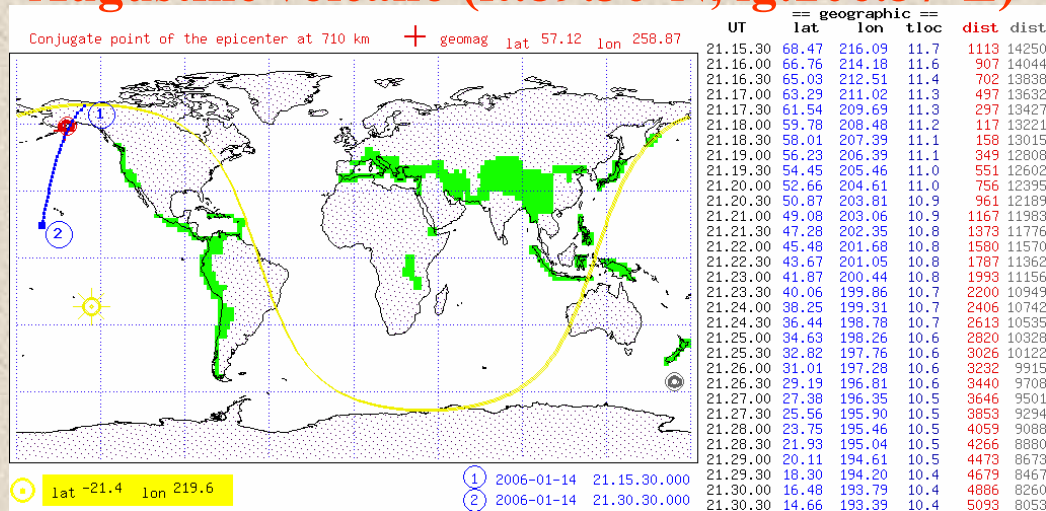 Augustine volcano (lt:59.36°N, lg:206.57°E)
Conjugate point of the epicenter at 710 km + geomag lat 57.12 lon 258.87
1
2
lat -21.4 lon 219.6
1 2006-01-14 21.15.30.000
2 2006-01-14 21.30.30.000
== geographic ==
UT lat lon tloc dist dist
21.15.30 68.47 216.09 11.7 1113 14250
21.16.00 66.76 214.18 11.6 907 14044
21.16.30 65.03 212.51 11.4 702 13838
21.17.00 63.29 211.02 11.3 497 13632
21.17.30 61.54 209.69 11.3 297 13427
21.18.00 59.78 208.48 11.2 117 13221
21.18.30 58.01 207.39 11.1 158 13015
21.19.00 56.23 206.39 11.1 349 12808
21.19.30 54.45 205.46 11.0 551 12602
21.20.00 52.66 204.61 11.0 756 12395
21.20.30 50.87 203.81 10.9 961 12189
21.21.00 49.08 203.06 10.9 1167 11983
21.21.30 47.28 202.35 10.8 1373 11776
21.22.00 45.48 201.68 10.8 1580 11570
21.22.30 43.67 201.05 10.8 1787 11362
21.23.00 41.87 200.44 10.8 1993 11156
21.23.30 40.06 199.86 10.7 2200 10949
21.24.00 38.25 199.31 10.7 2406 10742
21.24.30 36.44 198.78 10.7 2613 10535
21.25.00 34.63 198.26 10.6 2820 10328
21.25.30 32.82 197.76 10.6 3026 10122
21.26.00 31.01 197.28 10.6 3232 9915
21.26.30 29.19 196.81 10.6 3440 9708
21.27.00 27.38 196.35 10.5 3646 9501
21.27.30 25.56 195.90 10.5 3853 9294
21.28.00 23.75 195.46 10.5 4059 9088
21.28.30 21.93 195.04 10.5 4266 8880
21.29.00 20.11 194.61 10.5 4473 8673
21.29.30 18.30 194.20 10.4 4679 8467
21.30.00 16.48 193.79 10.4 4886 8260
21.30.30 14.66 193.39 10.4 5093 8053